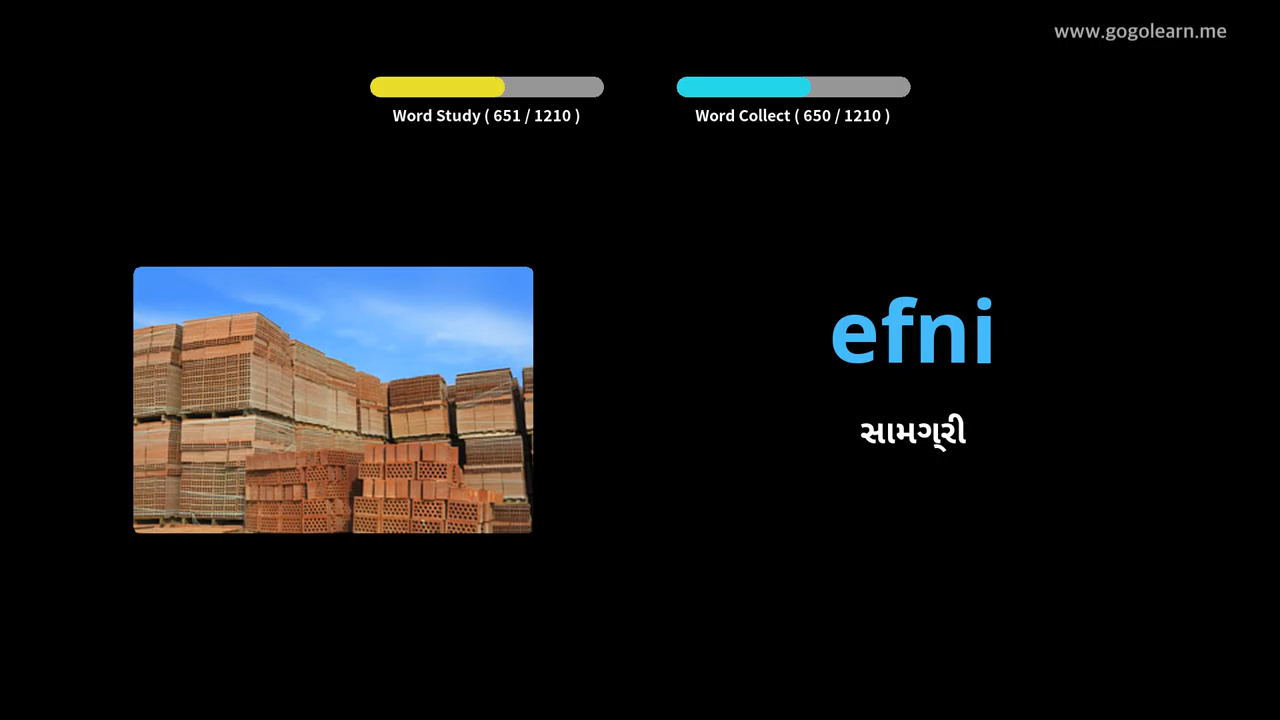 www.gogolearn.me
Word Study ( 651 / 1210 )
Word Collect ( 650 / 1210 )
efni
સામગ્રી